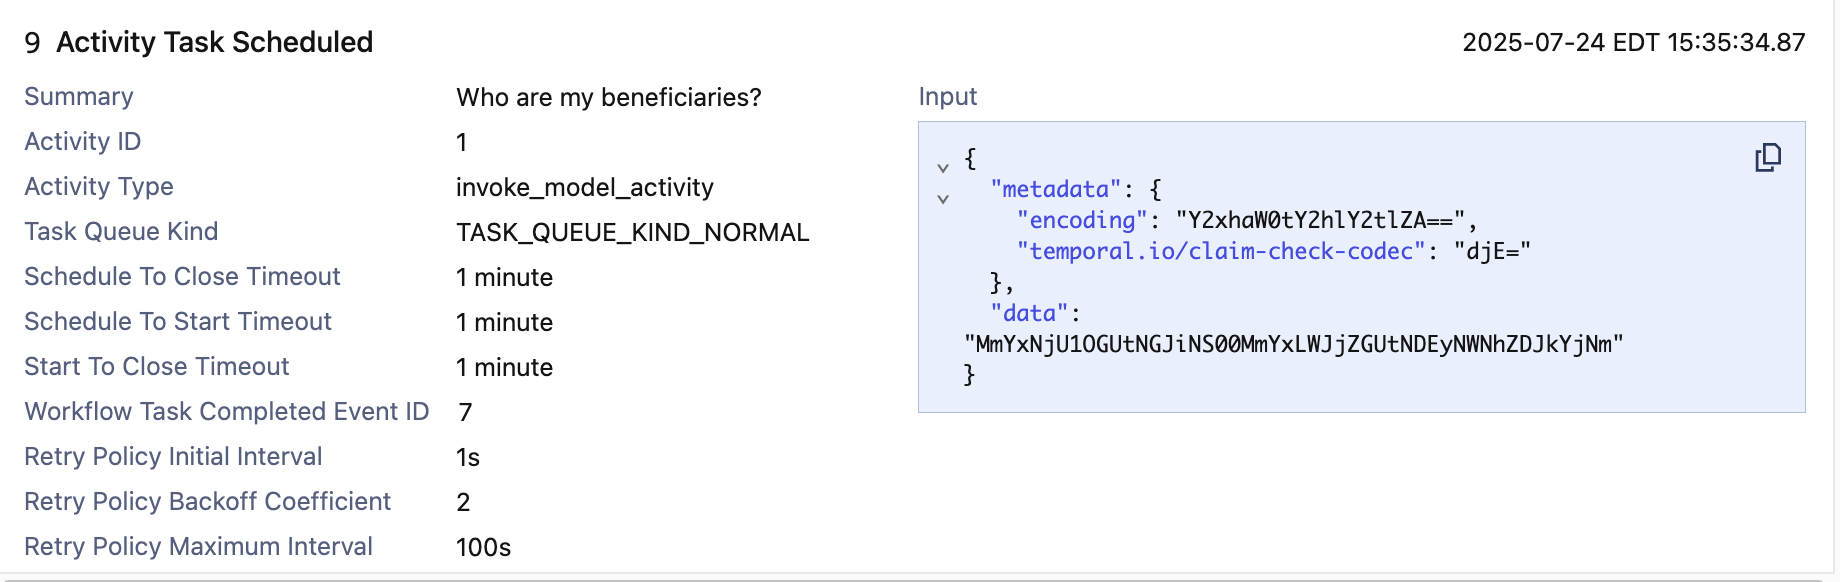 9 Activity Task Scheduled
2025-07-24 EDT 15:35:34.87
Summary
Who are my beneficiaries?
Activity ID
1
Activity Type
invoke_model_activity
Task Queue Kind
TASK_QUEUE_KIND_NORMAL
Schedule To Close Timeout
1 minute
Schedule To Start Timeout
1 minute
Start To Close Timeout
1 minute
Workflow Task Completed Event ID
7
Retry Policy Initial Interval
1s
Retry Policy Backoff Coefficient
2
Retry Policy Maximum Interval
100s
Input
{
"metadata": {
"encoding": "Y2xhaW0tY2hlY2tlZA==",
"temporal.io/claim-check-codec": "djE="
},
"data":
"MmYxNjU1OGUtNGJiNS00MmYxLWJjZGUtNDEyNWNhZDJkYjNm"
}